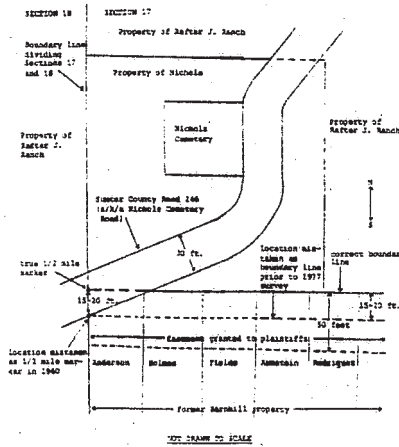 SECTION 18
SECTION 17
Property of Rafter J. Ranch
Boundary line
dividing
Sections 17
and 18
Property of Nichols
Property of
Rafter J.
Ranch
Nichols
Cemetery
Property of
Rafter J.
Ranch
N
S
Sumter County Road 246
(a/k/a Nichols Cemetery
Road)
30 ft.
true 1/2 mile
marker
Location mis-
taken as
boundary line
prior to 1977
survey
correct boundary
line
15-20 ft.
15-20 ft.
50 feet
Easement granted to plaintiffs
Location mistaken
as 1/2 mile mar-
ker in 1960
Anderson
Holmes
Fields
Rodriguez
former Barnhill property
NOT DRAWN TO SCALE